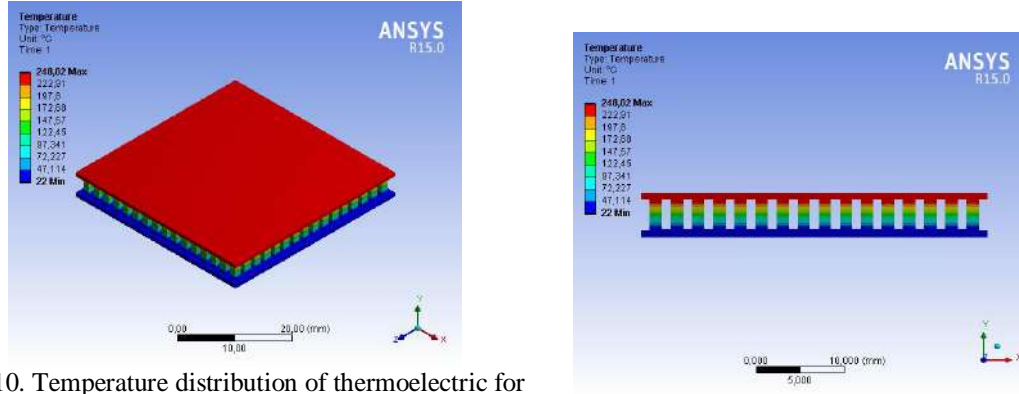 Temperature
Type: Temperature
Unit: °C
Time: 1
248,02 Max
222,91
197,8
172,68
147,57
122,45
97,341
72,227
47,114
22 Min
ANSYS
R15.0
0,00
20,00 (mm)
10,00
Y
Z
X
10. Temperature distribution of thermoelectric for
Temperature
Type: Temperature
Unit: °C
Time: 1
248,02 Max
222,91
197,8
172,68
147,57
122,45
97,341
72,227
47,114
22 Min
ANSYS
R15.0
0,000
10,000 (mm)
5,000
Y
Z
X